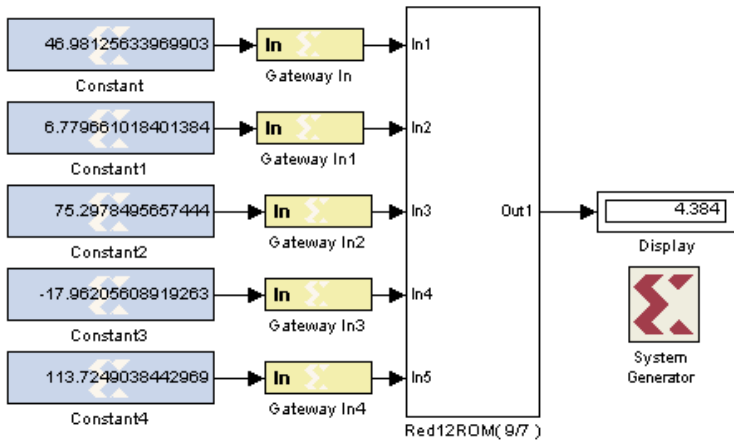 46.98125633969903
Constant
In
Gateway In
In1
6.779661018401384
Constant1
In
Gateway In1
In2
75.2978495657444
Constant2
In
Gateway In2
In3
Out1
4.384
Display
-17.96205608919263
Constant3
In
Gateway In3
In4
System
Generator
113.7249038442969
Constant4
In
Gateway In4
In5
Red12ROM(9/7 )